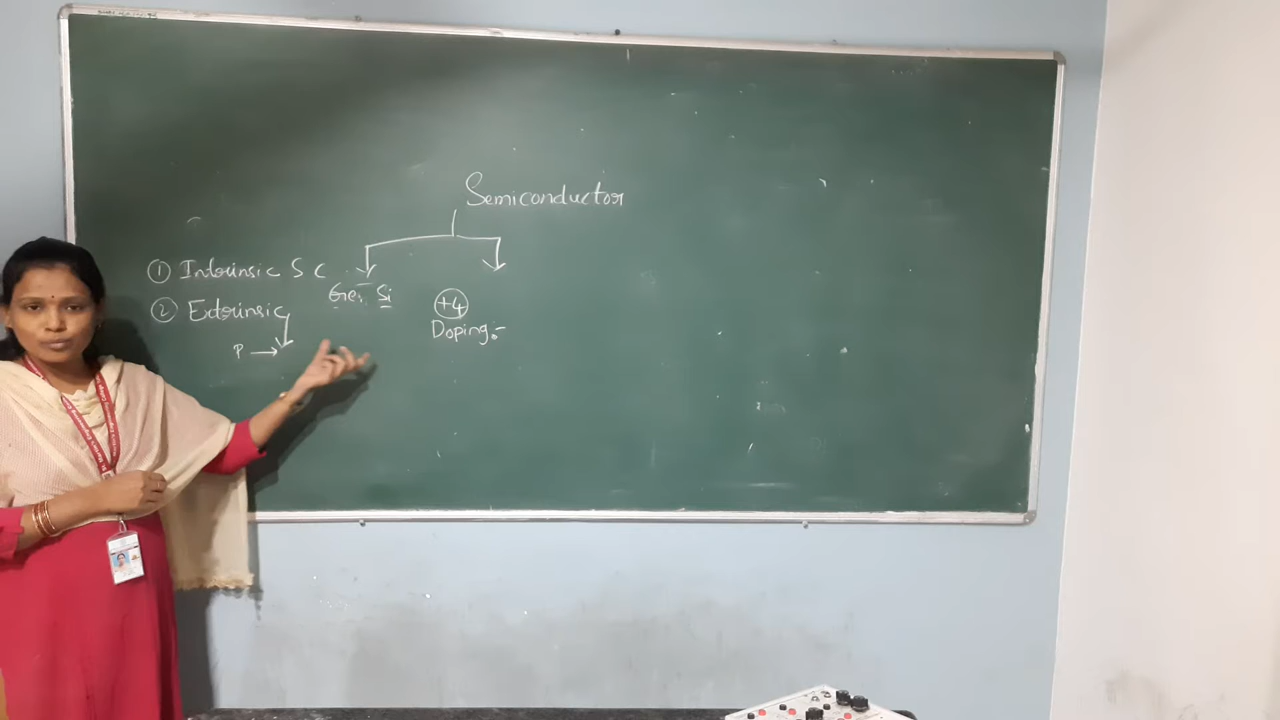 Semiconductor
① Intrinsic S C
Ge, Si
② Extrinsic
+4
Doping:-
P →